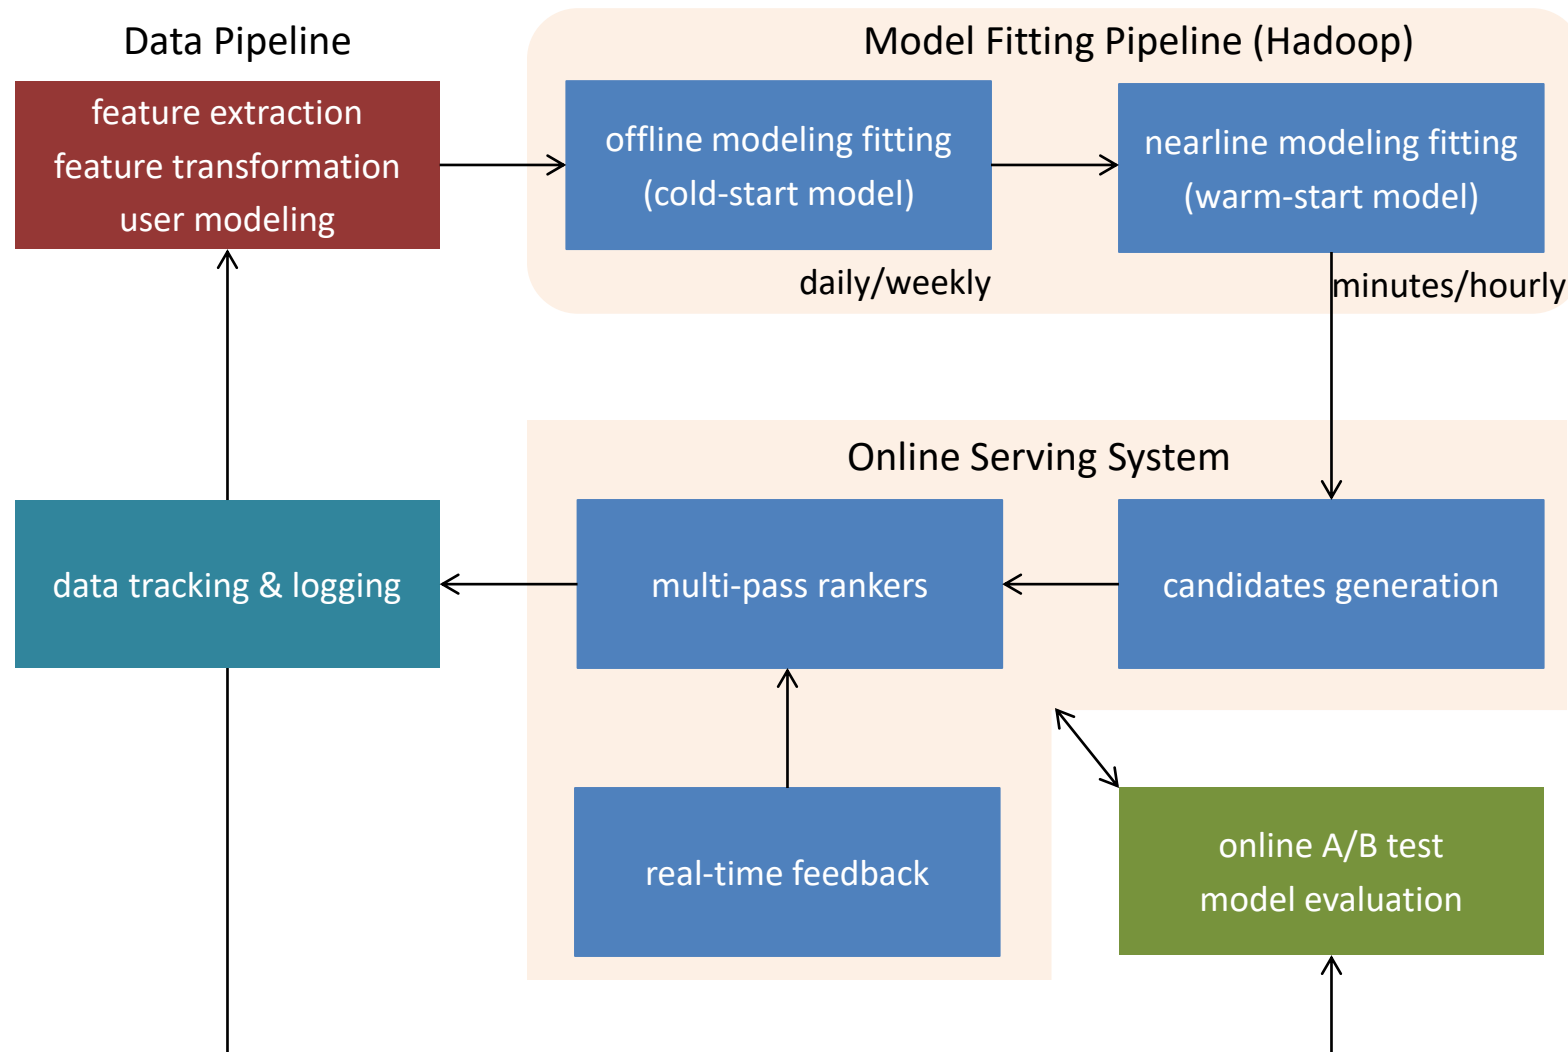 Data Pipeline
Model Fitting Pipeline (Hadoop)
feature extraction
feature transformation
user modeling
offline modeling fitting
(cold-start model)
nearline modeling fitting
(warm-start model)
daily/weekly
minutes/hourly
Online Serving System
data tracking & logging
multi-pass rankers
candidates generation
real-time feedback
online A/B test
model evaluation